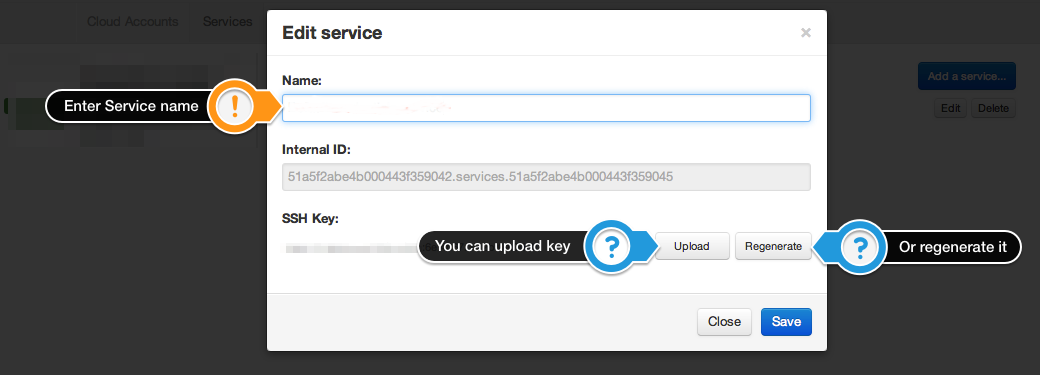 Cloud Accounts Services
Edit service ×
Add a service...
Name:
Enter Service name !
Edit Delete
Internal ID:
51a5f2abe4b000443f359042.services.51a5f2abe4b000443f359045
SSH Key:
You can upload key ? Upload Regenerate ? Or regenerate it
Close Save